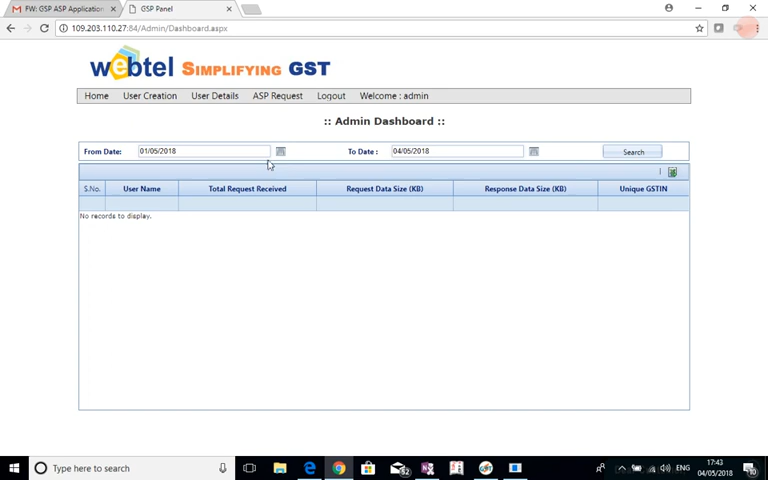 FW: GSP ASP Application
GSP Panel
109.203.110.27:84/Admin/Dashboard.aspx
webtel SIMPLIFYING GST
Home User Creation User Details ASP Request Logout Welcome : admin
:: Admin Dashboard ::
From Date: 01/05/2018 To Date : 04/05/2018 Search
S.No. User Name Total Request Received Request Data Size (KB) Response Data Size (KB) Unique GSTIN
No records to display.
Type here to search
ENG
17:43
04/05/2018